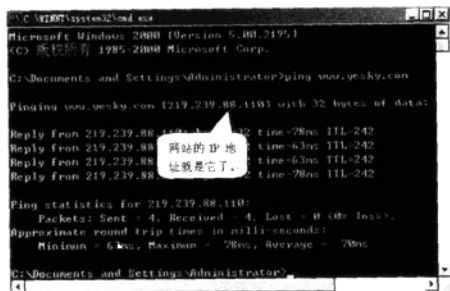 C:\WINNT\system32\cmd.exe
Microsoft Windows 2000 [Version 5.00.2195]
(C) 版权所有 1985-2000 Microsoft Corp.
C:\Documents and Settings\Administrator>ping www.yesky.com
Pinging www.yesky.com [219.239.88.110] with 32 bytes of data:
Reply from 219.239.88 32 time=78ms TTL=242
Reply from 219.239.88 time=63ms TTL=242
Reply from 219.239.88 time=63ms TTL=242
Reply from 219.239.88 time=78ms TTL=242
网站的 IP 地
址就是它了。
Ping statistics for 219.239.88.110:
Packets: Sent = 4, Received = 4, Lost = 0 (0% loss),
Approximate round trip times in milli-seconds:
Minimum = 63ms, Maximum = 78ms, Average = 70ms
C:\Documents and Settings\Administrator>